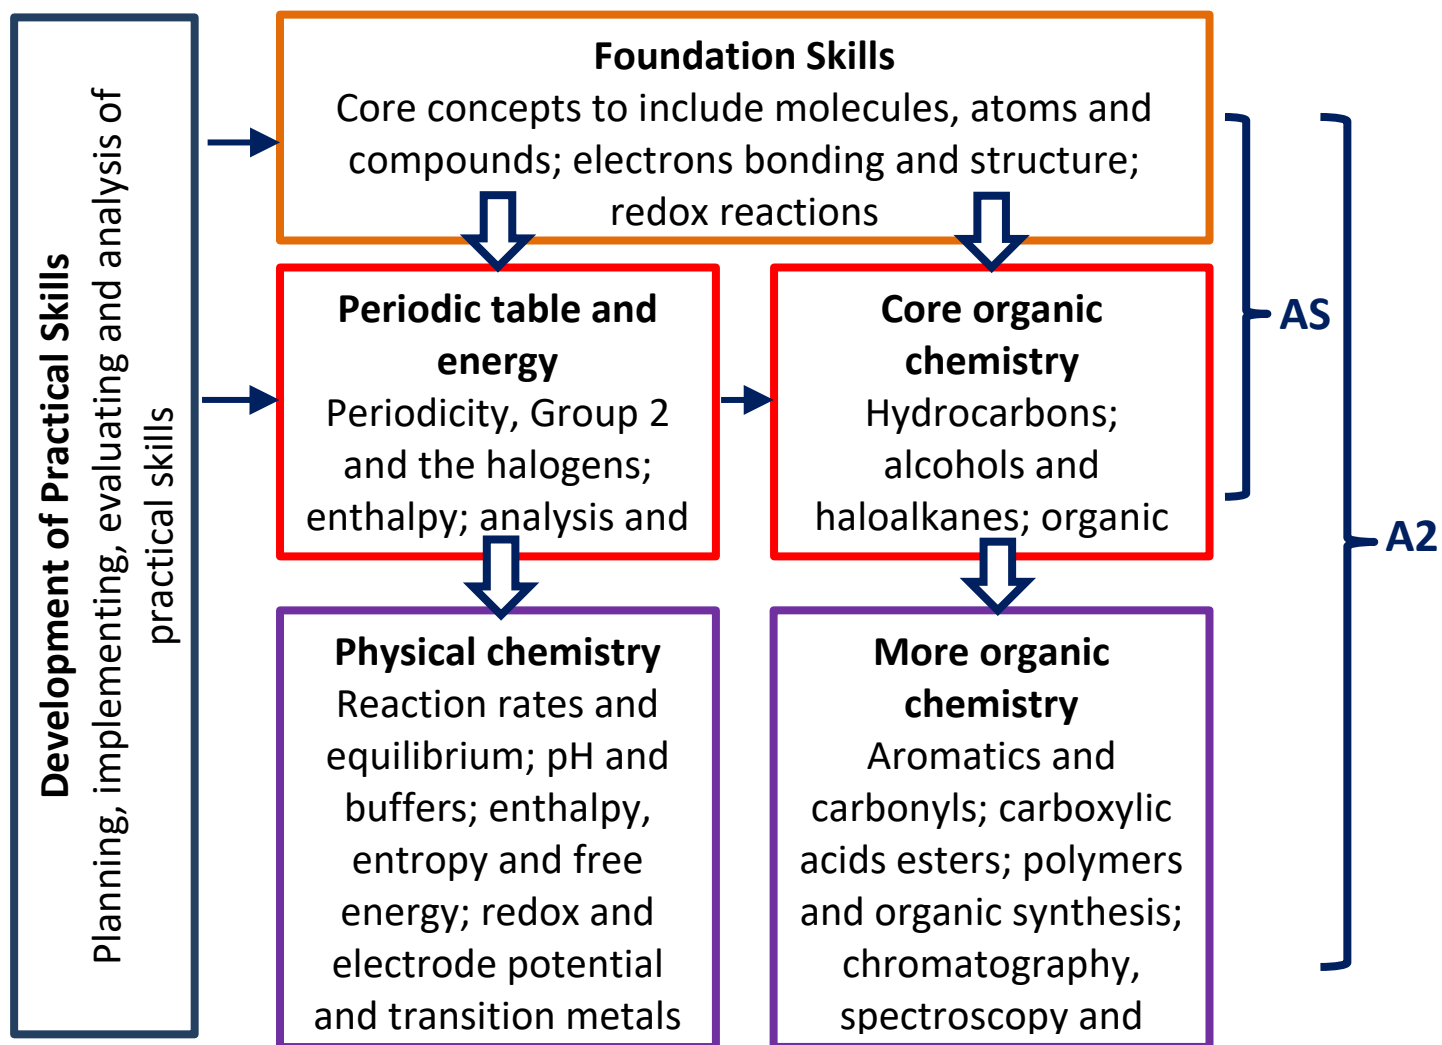 Development of Practical Skills
Planning, implementing, evaluating and analysis of
practical skills
Foundation Skills
Core concepts to include molecules, atoms and
compounds; electrons bonding and structure;
redox reactions
Periodic table and
energy
Periodicity, Group 2
and the halogens;
enthalpy; analysis and
Core organic
chemistry
Hydrocarbons;
alcohols and
haloalkanes; organic
AS
A2
Physical chemistry
Reaction rates and
equilibrium; pH and
buffers; enthalpy,
entropy and free
energy; redox and
electrode potential
and transition metals
More organic
chemistry
Aromatics and
carbonyls; carboxylic
acids esters; polymers
and organic synthesis;
chromatography,
spectroscopy and